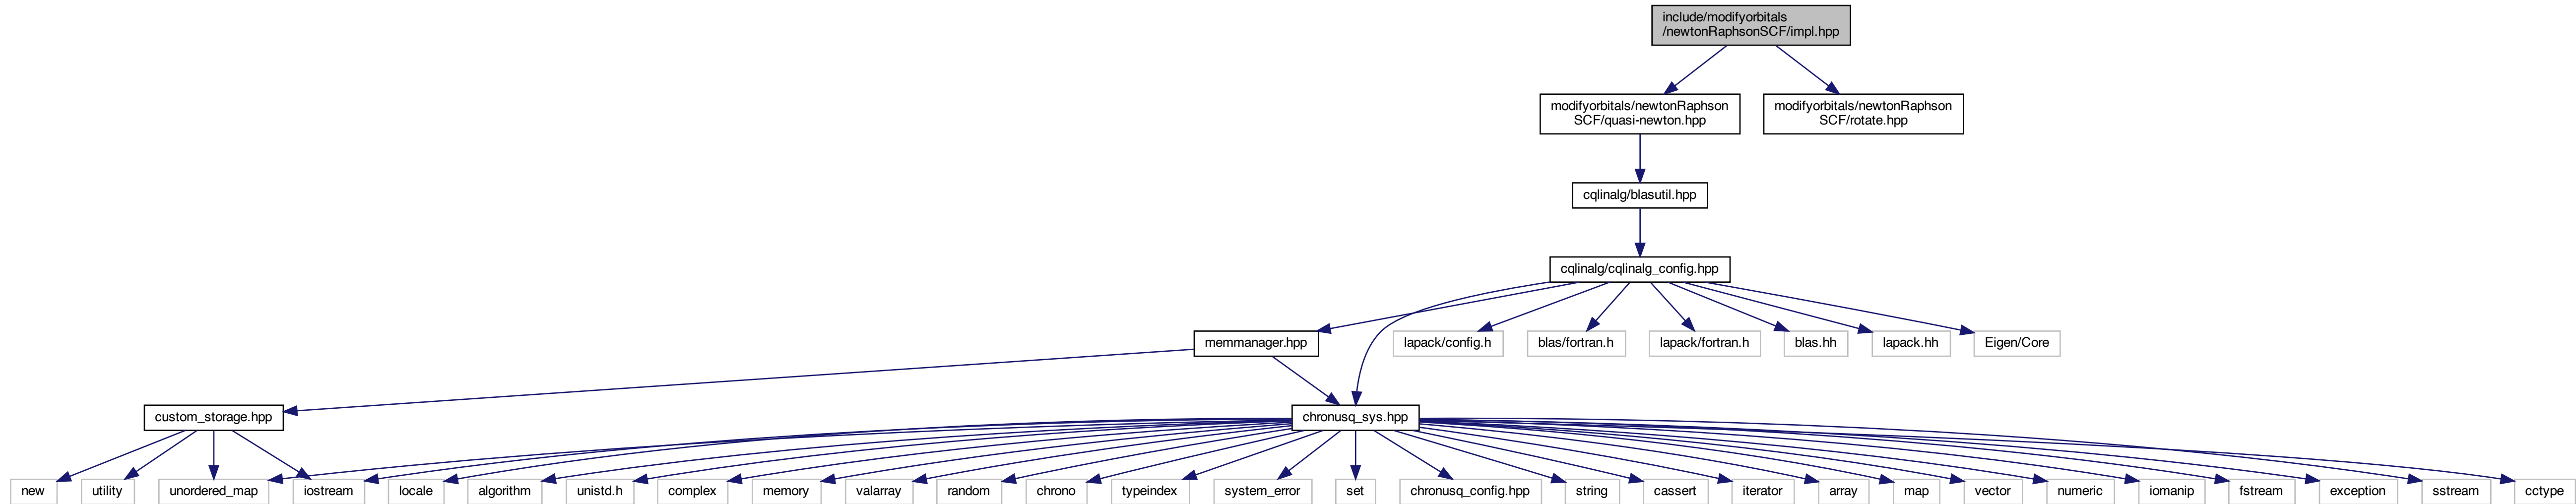 include/modifyorbitals
/newtonRaphsonSCF/impl.hpp
modifyorbitals/newtonRaphson
SCF/quasi-newton.hpp
modifyorbitals/newtonRaphson
SCF/rotate.hpp
cqlinalg/blasutil.hpp
cqlinalg/cqlinalg_config.hpp
memmanager.hpp
lapack/config.h
blas/fortran.h
lapack/fortran.h
blas.hh
lapack.hh
Eigen/Core
custom_storage.hpp
chronusq_sys.hpp
new
utility
unordered_map
iostream
locale
algorithm
unistd.h
complex
memory
valarray
random
chrono
typeindex
system_error
set
chronusq_config.hpp
string
cassert
iterator
array
map
vector
numeric
iomanip
fstream
exception
sstream
cctype